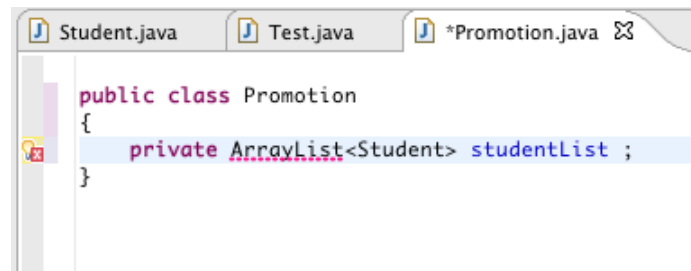 Student.java Test.java *Promotion.java
public class Promotion
{
private ArrayList<Student> studentList ;
}